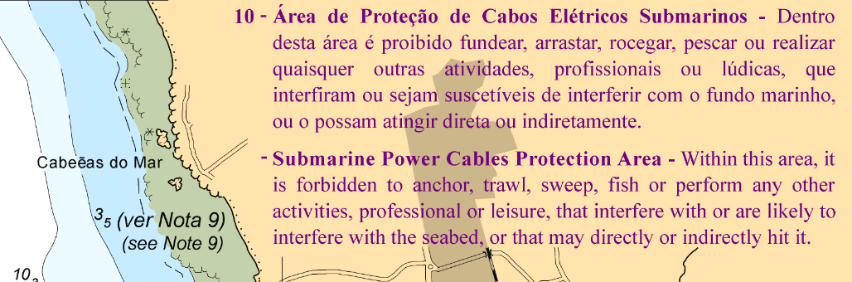 10 - Área de Proteção de Cabos Elétricos Submarinos - Dentro
desta área é proibido fundear, arrastar, rocegar, pescar ou realizar
quaisquer outras atividades, profissionais ou lúdicas, que
interfiram ou sejam suscetíveis de interferir com o fundo marinho,
ou o possam atingir direta ou indiretamente.
- Submarine Power Cables Protection Area - Within this area, it
is forbidden to anchor, trawl, sweep, fish or perform any other
activities, professional or leisure, that interfere with or are likely to
interfere with the seabed, or that may directly or indirectly hit it.
Cabeēas do Mar
3₅ (ver Nota 9)
(see Note 9)
10